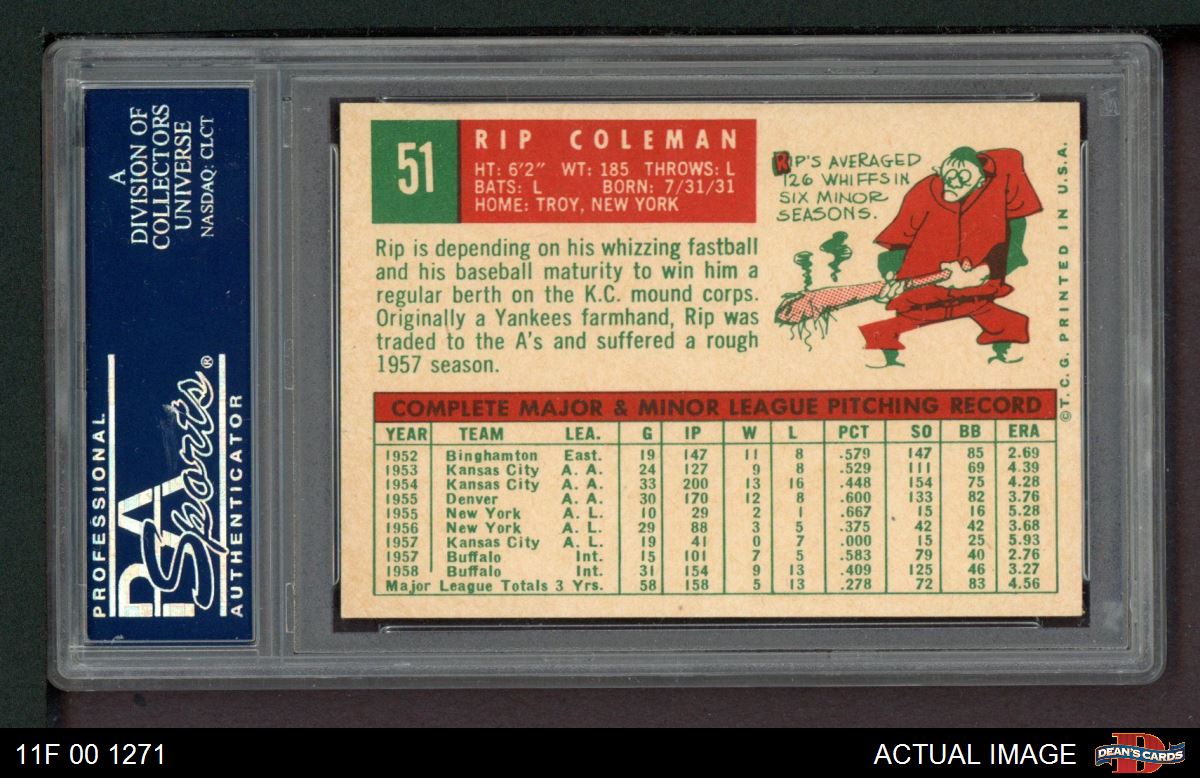 A
DIVISION OF
COLLECTORS
UNIVERSE
NASDAQ: CLCT
PROFESSIONAL
PSA
Sports®
AUTHENTICATOR
51
RIP COLEMAN
HT: 6'2" WT: 185 THROWS: L
BATS: L BORN: 7/31/31
HOME: TROY, NEW YORK
RIP'S AVERAGED
126 WHIFFS IN
SIX MINOR
SEASONS.
Rip is depending on his whizzing fastball
and his baseball maturity to win him a
regular berth on the K.C. mound corps.
Originally a Yankees farmhand, Rip was
traded to the A's and suffered a rough
1957 season.
©T.C.G. PRINTED IN U.S.A.
COMPLETE MAJOR & MINOR LEAGUE PITCHING RECORD
YEAR TEAM LEA. G IP W L PCT SO BB ERA
1952 Binghamton East. 19 147 11 8 .579 147 85 2.69
1953 Kansas City A. A. 24 127 9 8 .529 111 69 4.39
1954 Kansas City A. A. 33 200 13 16 .448 154 75 4.28
1955 Denver A. A. 30 170 12 8 .600 133 82 3.76
1955 New York A. L. 10 29 2 1 .667 15 16 5.28
1956 New York A. L. 29 88 3 5 .375 42 42 3.68
1957 Kansas City A. L. 19 41 0 7 .000 15 25 5.93
1957 Buffalo Int. 15 101 7 5 .583 79 40 2.76
1958 Buffalo Int. 31 154 9 13 .409 125 46 3.27
Major League Totals 3 Yrs. 58 158 5 13 .278 72 83 4.56
11F 00 1271
ACTUAL IMAGE
DEAN'S CARDS